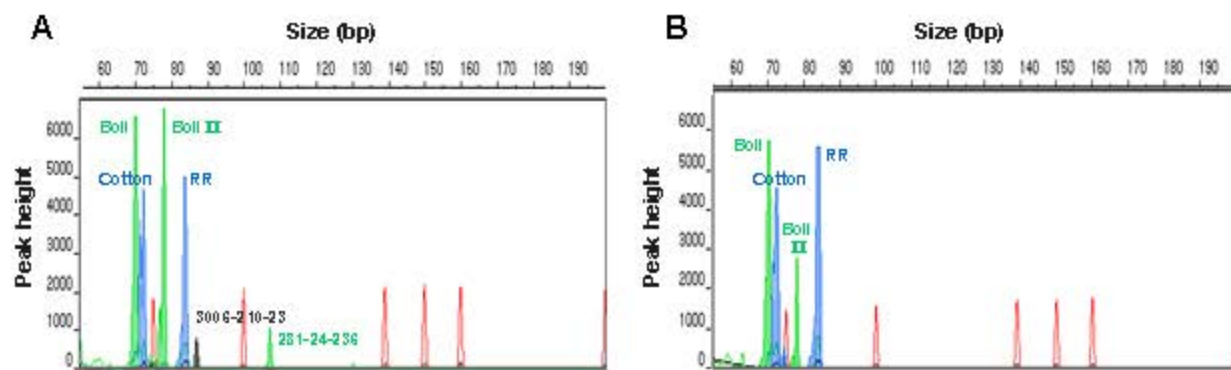 A
Size (bp)
60 70 80 90 100 110 120 130 140 150 160 170 180 190
Peak height
6000
5000
4000
3000
2000
1000
0
Boll
Boll II
Cotton
RR
3006-210-23
281-24-236
B
Size (bp)
60 70 80 90 100 110 120 130 140 150 160 170 180 190
Peak height
6000
5000
4000
3000
2000
1000
0
Boll
RR
Cotton
Boll
II